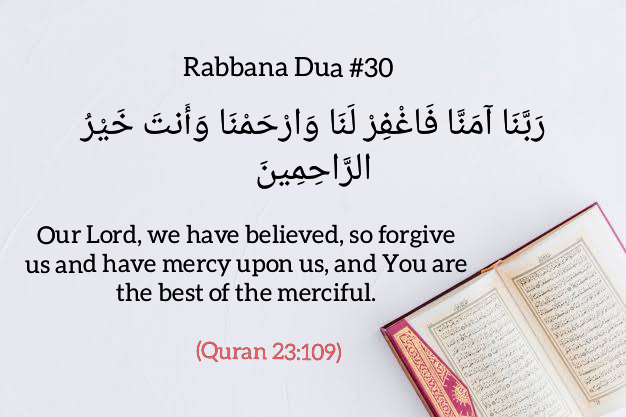 Rabbana Dua #30
رَبَّنَا آمَنَّا فَاغْفِرْ لَنَا وَارْحَمْنَا وَأَنتَ خَيْرُ
الرَّاحِمِينَ
Our Lord, we have believed, so forgive
us and have mercy upon us, and You are
the best of the merciful.
(Quran 23:109)